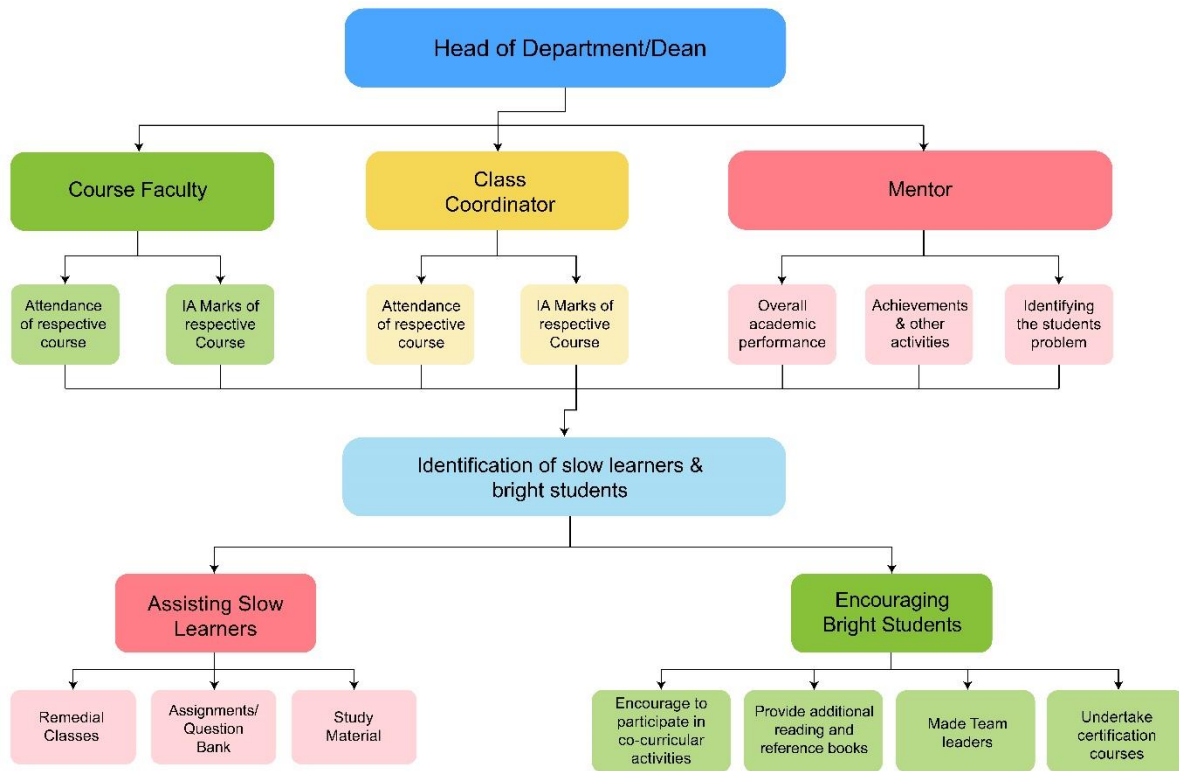 Head of Department/Dean
Course Faculty
Class
Coordinator
Mentor
Attendance
of respective
course
IA Marks of
respective
Course
Attendance
of respective
course
IA Marks of
respective
Course
Overall
academic
performance
Achievements
& other
activities
Identifying
the students
problem
Identification of slow learners &
bright students
Assisting Slow
Learners
Encouraging
Bright Students
Remedial
Classes
Assignments/
Question
Bank
Study
Material
Encourage to
participate in
co-curricular
activities
Provide additional
reading and
reference books
Made Team
leaders
Undertake
certification
courses